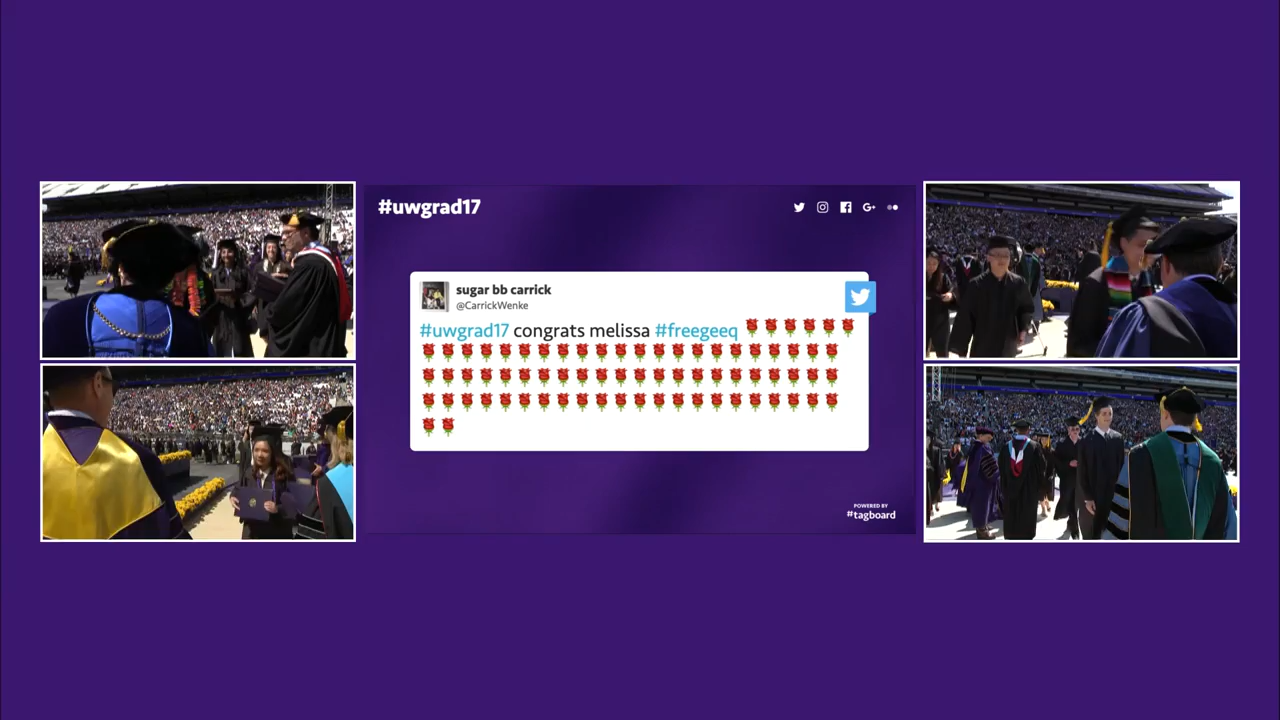 #uwgrad17
sugar bb carrick
@CarrickWenke
#uwgrad17 congrats melissa #freegeeq 🌹🌹🌹🌹🌹🌹
🌹🌹🌹🌹🌹🌹🌹🌹🌹🌹🌹🌹🌹🌹🌹🌹🌹🌹🌹🌹🌹🌹
🌹🌹🌹🌹🌹🌹🌹🌹🌹🌹🌹🌹🌹🌹🌹🌹🌹🌹🌹🌹🌹🌹
🌹🌹🌹🌹🌹🌹🌹🌹🌹🌹🌹🌹🌹🌹🌹🌹🌹🌹🌹🌹🌹🌹
🌹🌹
POWERED BY
#tagboard